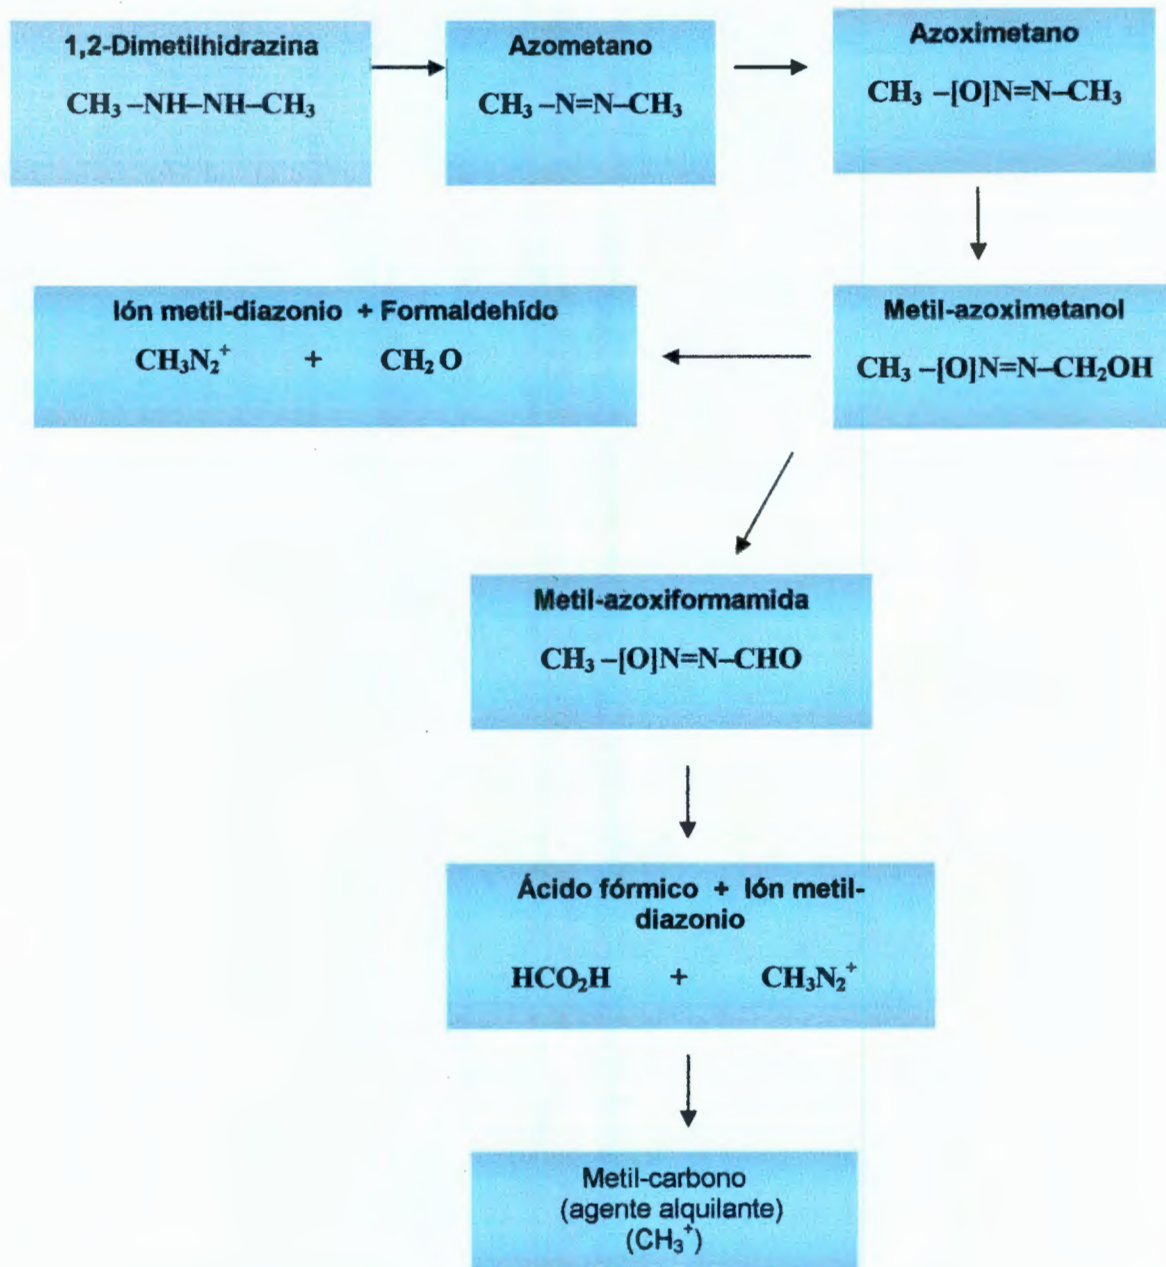 1,2-Dimetilhidrazina
CH₃ –NH–NH–CH₃
Azometano
CH₃ –N=N–CH₃
Azoximetano
CH₃ –[O]N=N–CH₃
Metil-azoximetanol
CH₃ –[O]N=N–CH₂OH
Ión metil-diazonio + Formaldehído
CH₃N₂⁺ + CH₂ O
Metil-azoxiformamida
CH₃ –[O]N=N–CHO
Ácido fórmico + Ión metil-
diazonio
HCO₂H + CH₃N₂⁺
Metil-carbono
(agente alquilante)
(CH₃⁺)